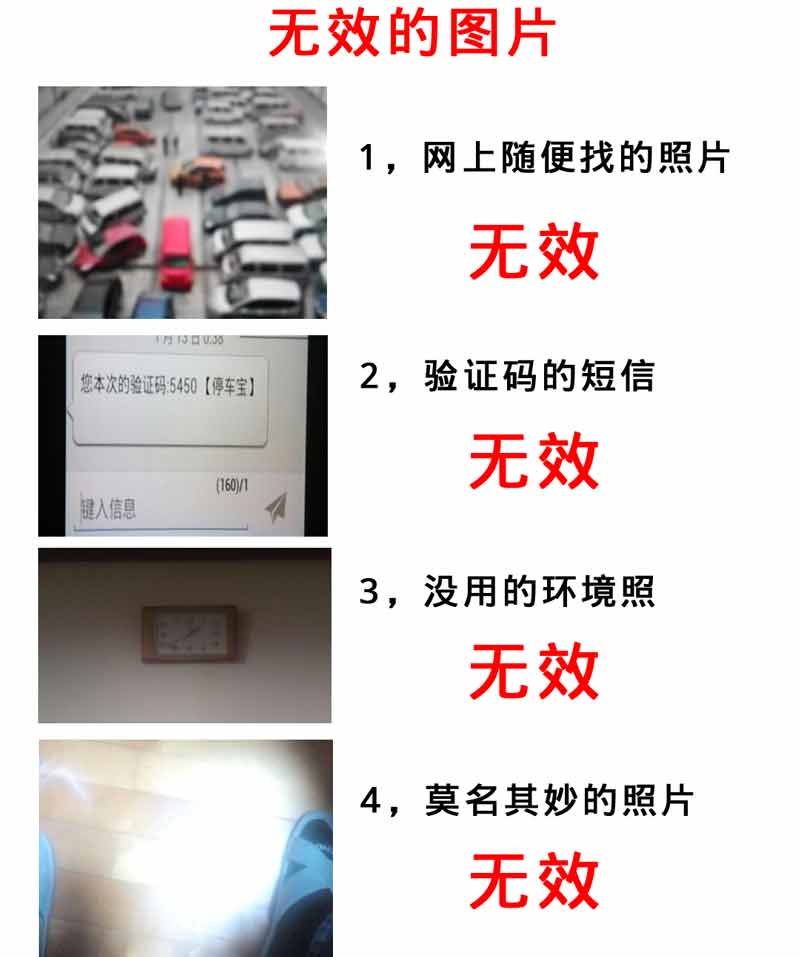 无效的图片
1，网上随便找的照片
无效
1月13日 0:38
您本次的验证码:5450【停车宝】
(160)/1
键入信息
2，验证码的短信
无效
3，没用的环境照
无效
4，莫名其妙的照片
无效